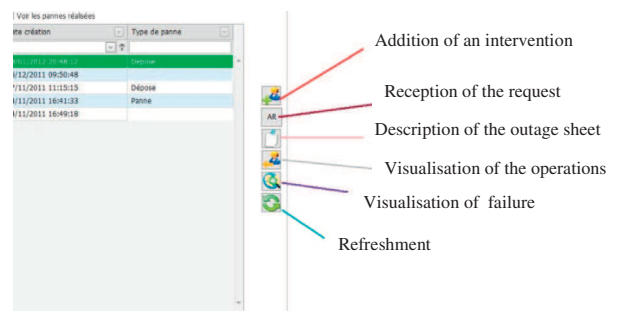 Voir les pannes réalisées
ate création Type de panne
Dépose
/12/2011 09:50:48
/11/2011 11:15:15 Dépose
/11/2011 16:41:33 Panne
/11/2011 16:49:18
AR
Addition of an intervention
Reception of the request
Description of the outage sheet
Visualisation of the operations
Visualisation of failure
Refreshment